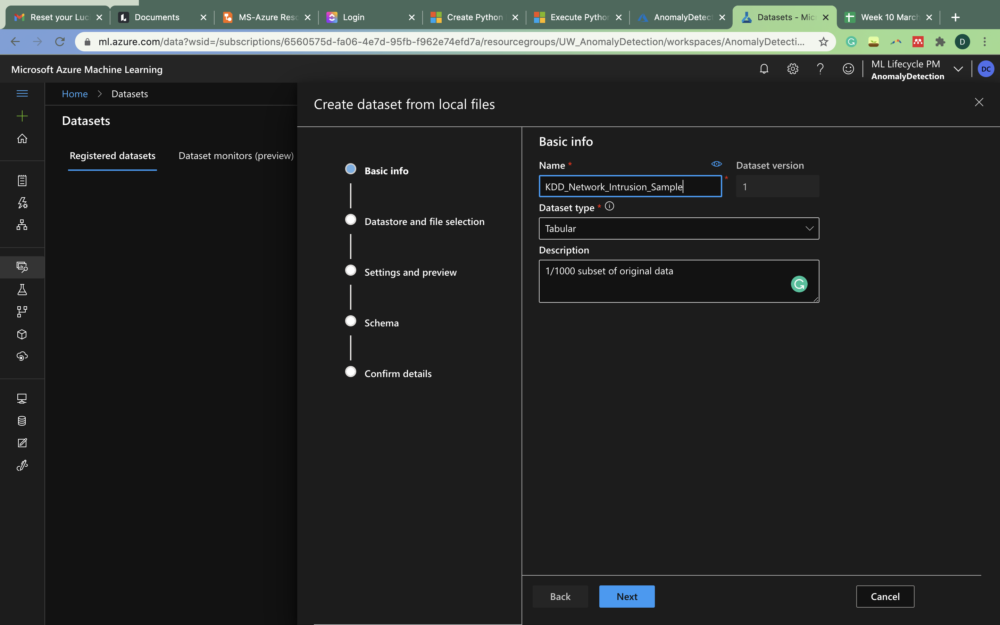 Reset your Luc
Documents
MS-Azure Reso
Login
Create Python
Execute Python
AnomalyDetect
Datasets - Mic
Week 10 March
ml.azure.com/data?wsid=/subscriptions/6560575d-fa06-4e7d-95fb-f962e74efd7a/resourcegroups/UW_AnomalyDetection/workspaces/AnomalyDetecti...
D
Microsoft Azure Machine Learning
ML Lifecycle PM
AnomalyDetection
DC
Home > Datasets
Datasets
Registered datasets
Dataset monitors (preview)
Create dataset from local files
Basic info
Datastore and file selection
Settings and preview
Schema
Confirm details
Basic info
Name *
Dataset version
KDD_Network_Intrusion_Sample
*
1
Dataset type *
Tabular
Description
1/1000 subset of original data
Back
Next
Cancel